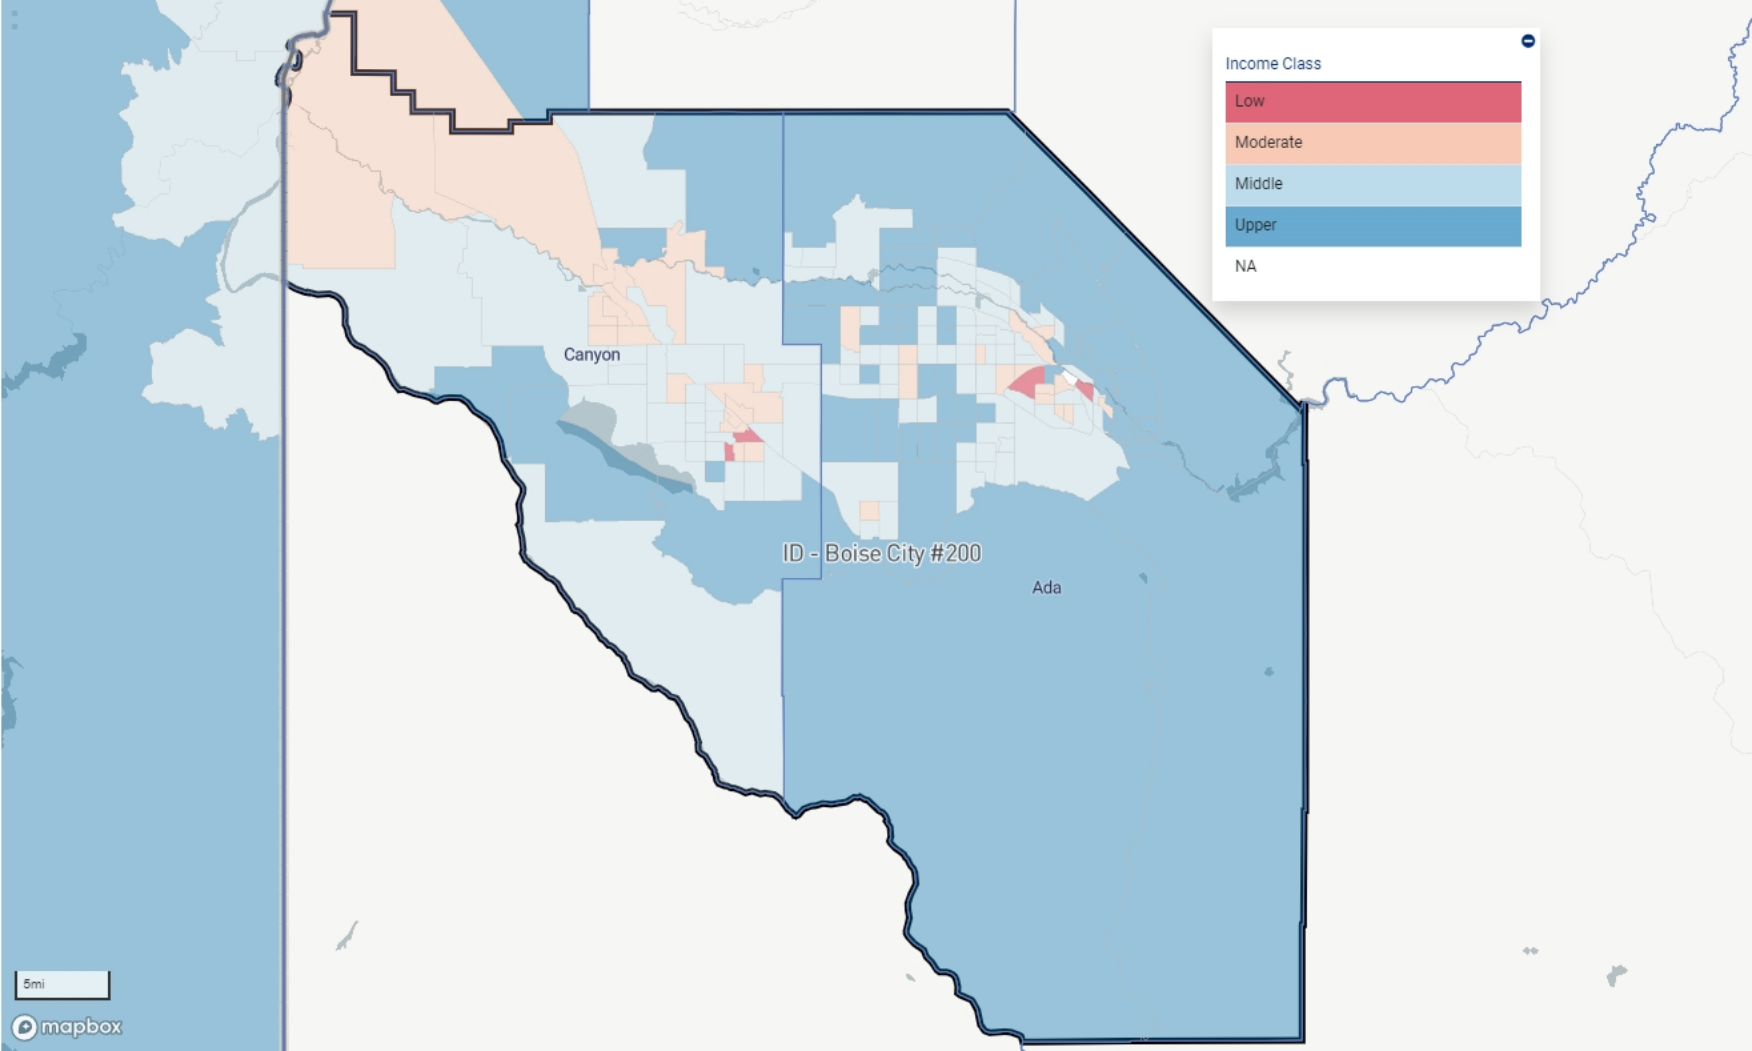 Income Class
Low
Moderate
Middle
Upper
NA
Canyon
ID - Boise City #200
Ada
5mi
mapbox